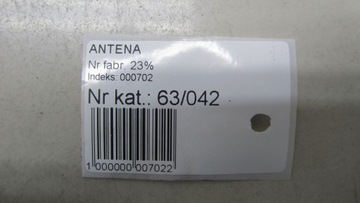 ANTENA
Nr fabr. 23%
Indeks: 000702
Nr kat.: 63/042
1 000000 007022